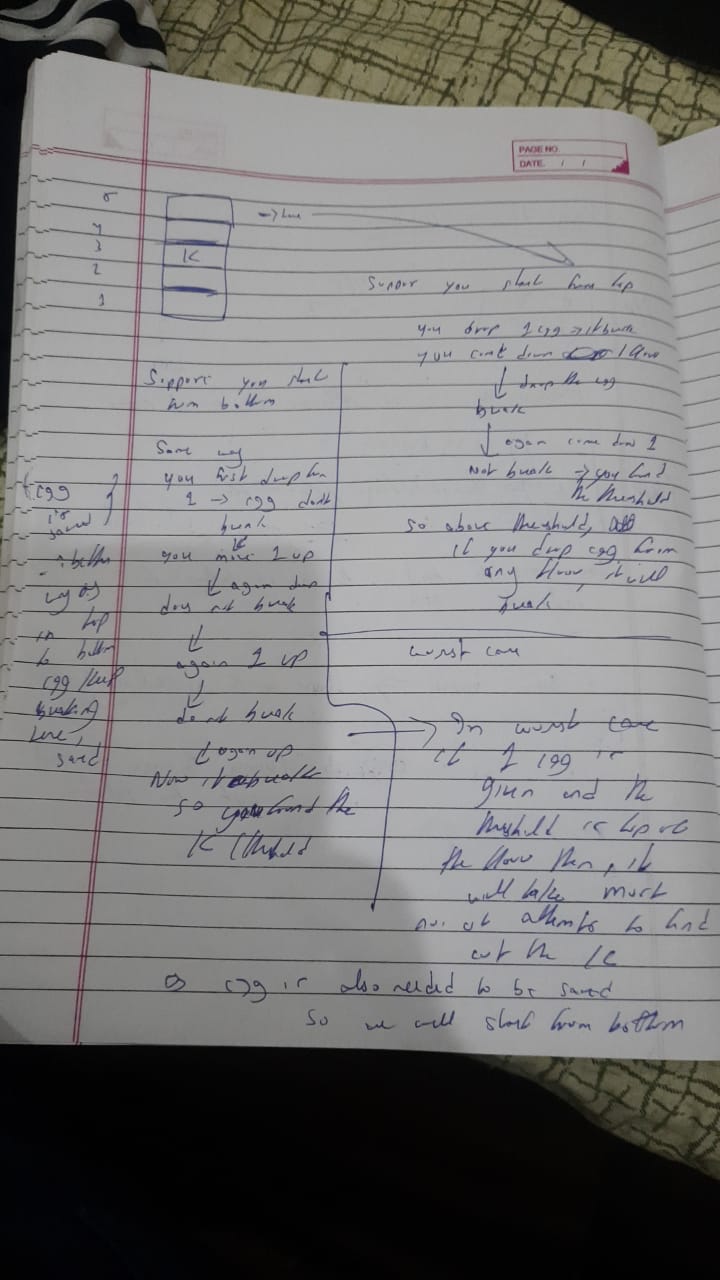 PAGE NO.
DATE / /
5
4
3
2
1
K
→ here
Suppose you start from top
you drop 1 egg → it break
you come down 1 floor
↓ drop the egg
break
↓ again come down 1
Not break → you find
the threshold
so above threshold,
if you drop egg from
any floor, it will
break
Suppose you start
from bottom
Same way
you first drop from
1 → egg dont
break
you move 1 up
↓ again drop
does not break
↓
again 1 up
↓
dont break
↓ again up
Now it breaks
so you found the
K (threshold
egg
is
saved
better
way as
in top
to bottom
egg keep
breaking
here,
saved
worst case
→ In worst case
if 1 egg is
given and the
threshold is top of
the floor then, it
will take most
no. of attempts to find
out the K
egg is also needed to be saved
so we will start from bottom